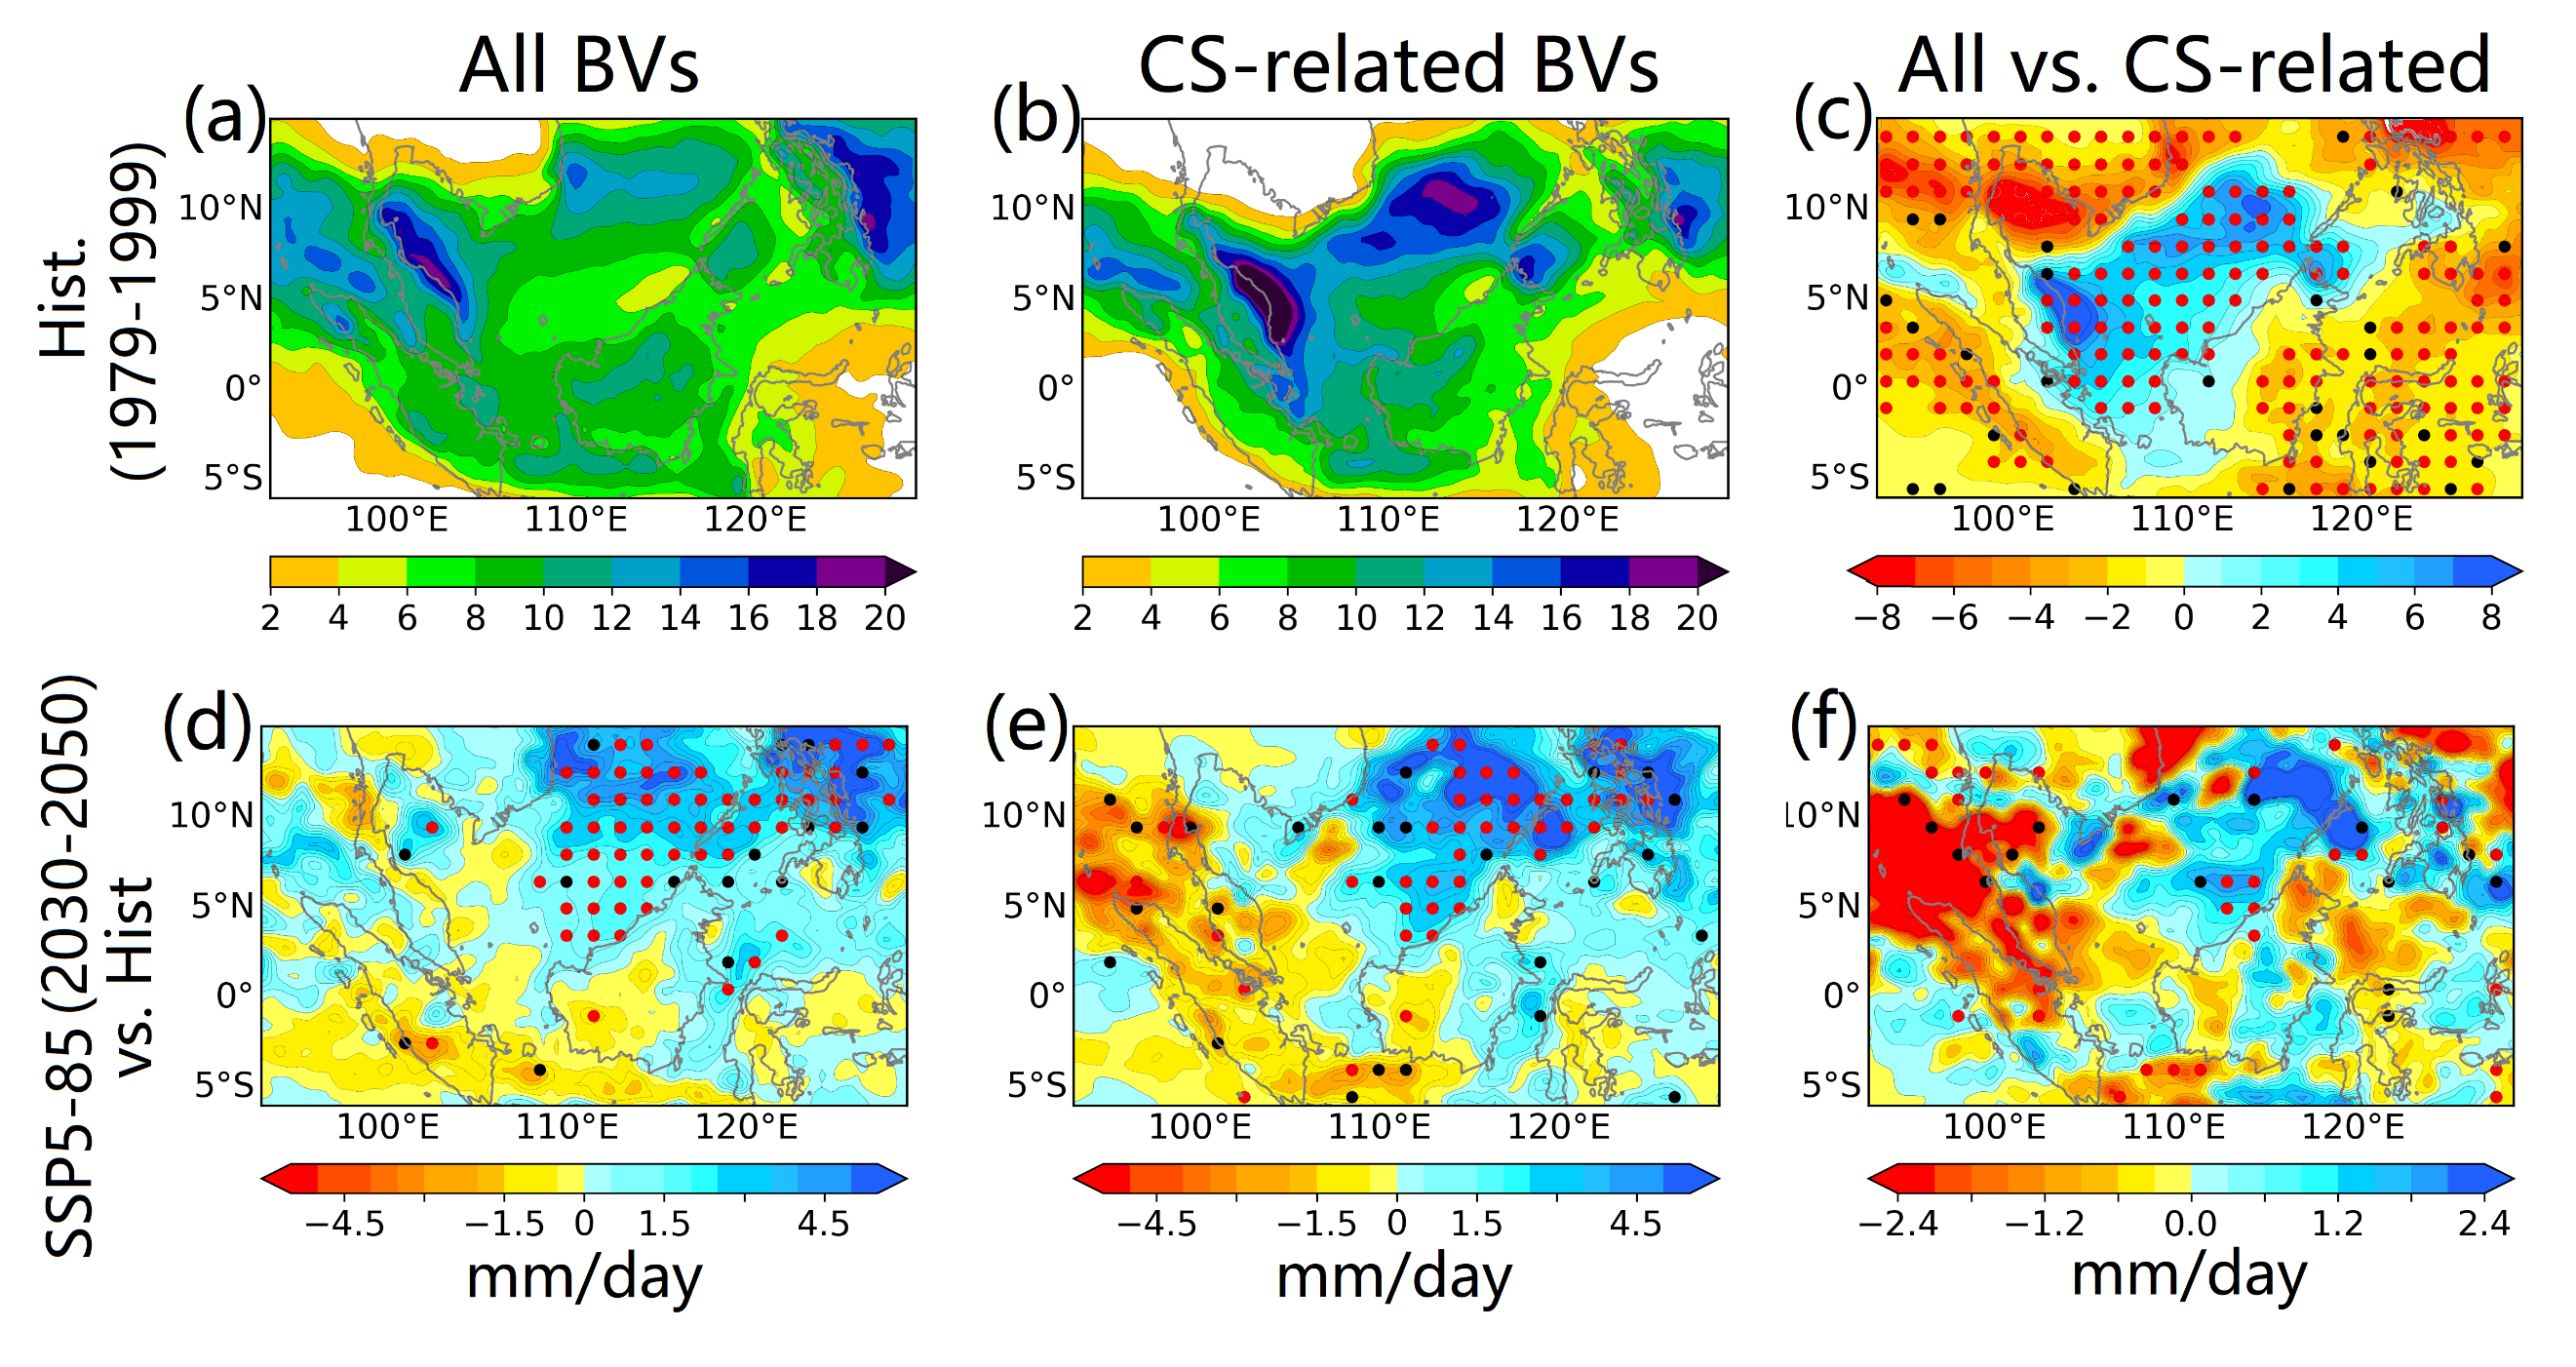 All BVs
CS-related BVs
All vs. CS-related
Hist.
(1979-1999)
(a)
10°N
5°N
0°
5°S
100°E 110°E 120°E
2 4 6 8 10 12 14 16 18 20
(b)
10°N
5°N
0°
5°S
100°E 110°E 120°E
2 4 6 8 10 12 14 16 18 20
(c)
10°N
5°N
0°
5°S
100°E 110°E 120°E
−8 −6 −4 −2 0 2 4 6 8
SSP5-85 (2030-2050)
vs. Hist
(d)
10°N
5°N
0°
5°S
100°E 110°E 120°E
−4.5 −1.5 0 1.5 4.5
mm/day
(e)
10°N
5°N
0°
5°S
100°E 110°E 120°E
−4.5 −1.5 0 1.5 4.5
mm/day
(f)
10°N
5°N
0°
5°S
100°E 110°E 120°E
−2.4 −1.2 0.0 1.2 2.4
mm/day